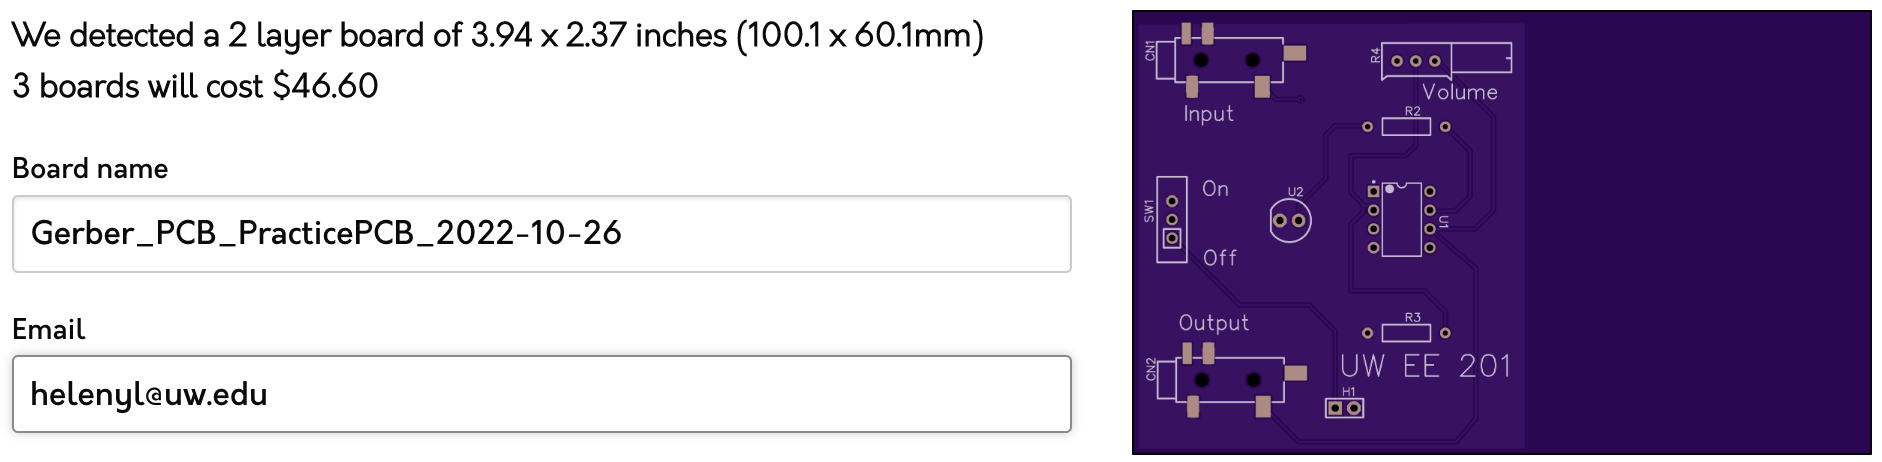 We detected a 2 layer board of 3.94 x 2.37 inches (100.1 x 60.1mm)
3 boards will cost $46.60
Board name
Gerber_PCB_PracticePCB_2022-10-26
Email
helenyl@uw.edu
CN1
Input
R4
Volume
R2
SW1
On
Off
U2
U1
Output
R3
UW EE 201
CN2
H1